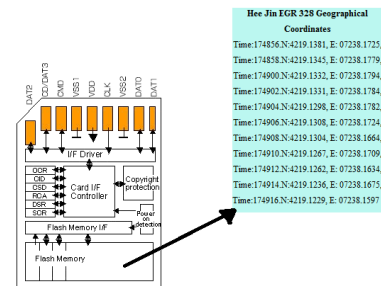 Hee Jin EGR 328 Geographical
Coordinates
Time:174856.N:4219.1381, E: 07238.1725,
Time:174858.N:4219.1345, E: 07238.1779,
Time:174900.N:4219.1332, E: 07238.1794,
Time:174902.N:4219.1331, E: 07238.1784,
Time:174904.N:4219.1298, E: 07238.1782,
Time:174906.N:4219.1308, E: 07238.1724,
Time:174908.N:4219.1304, E: 07238.1664,
Time:174910.N:4219.1267, E: 07238.1709,
Time:174912.N:4219.1262, E: 07238.1634,
Time:174914.N:4219.1236, E: 07238.1675,
Time:174916.N:4219.1229, E: 07238.1597
DAT2
CD/DAT3
CMD
VSS1
VDD
CLK
VSS2
DAT0
DAT1
I/F Driver
OCR
CID
CSD
RCA
DSR
SCR
Card I/F
Controller
Copyright
protection
Power
on
detection
Flash Memory I/F
Flash Memory